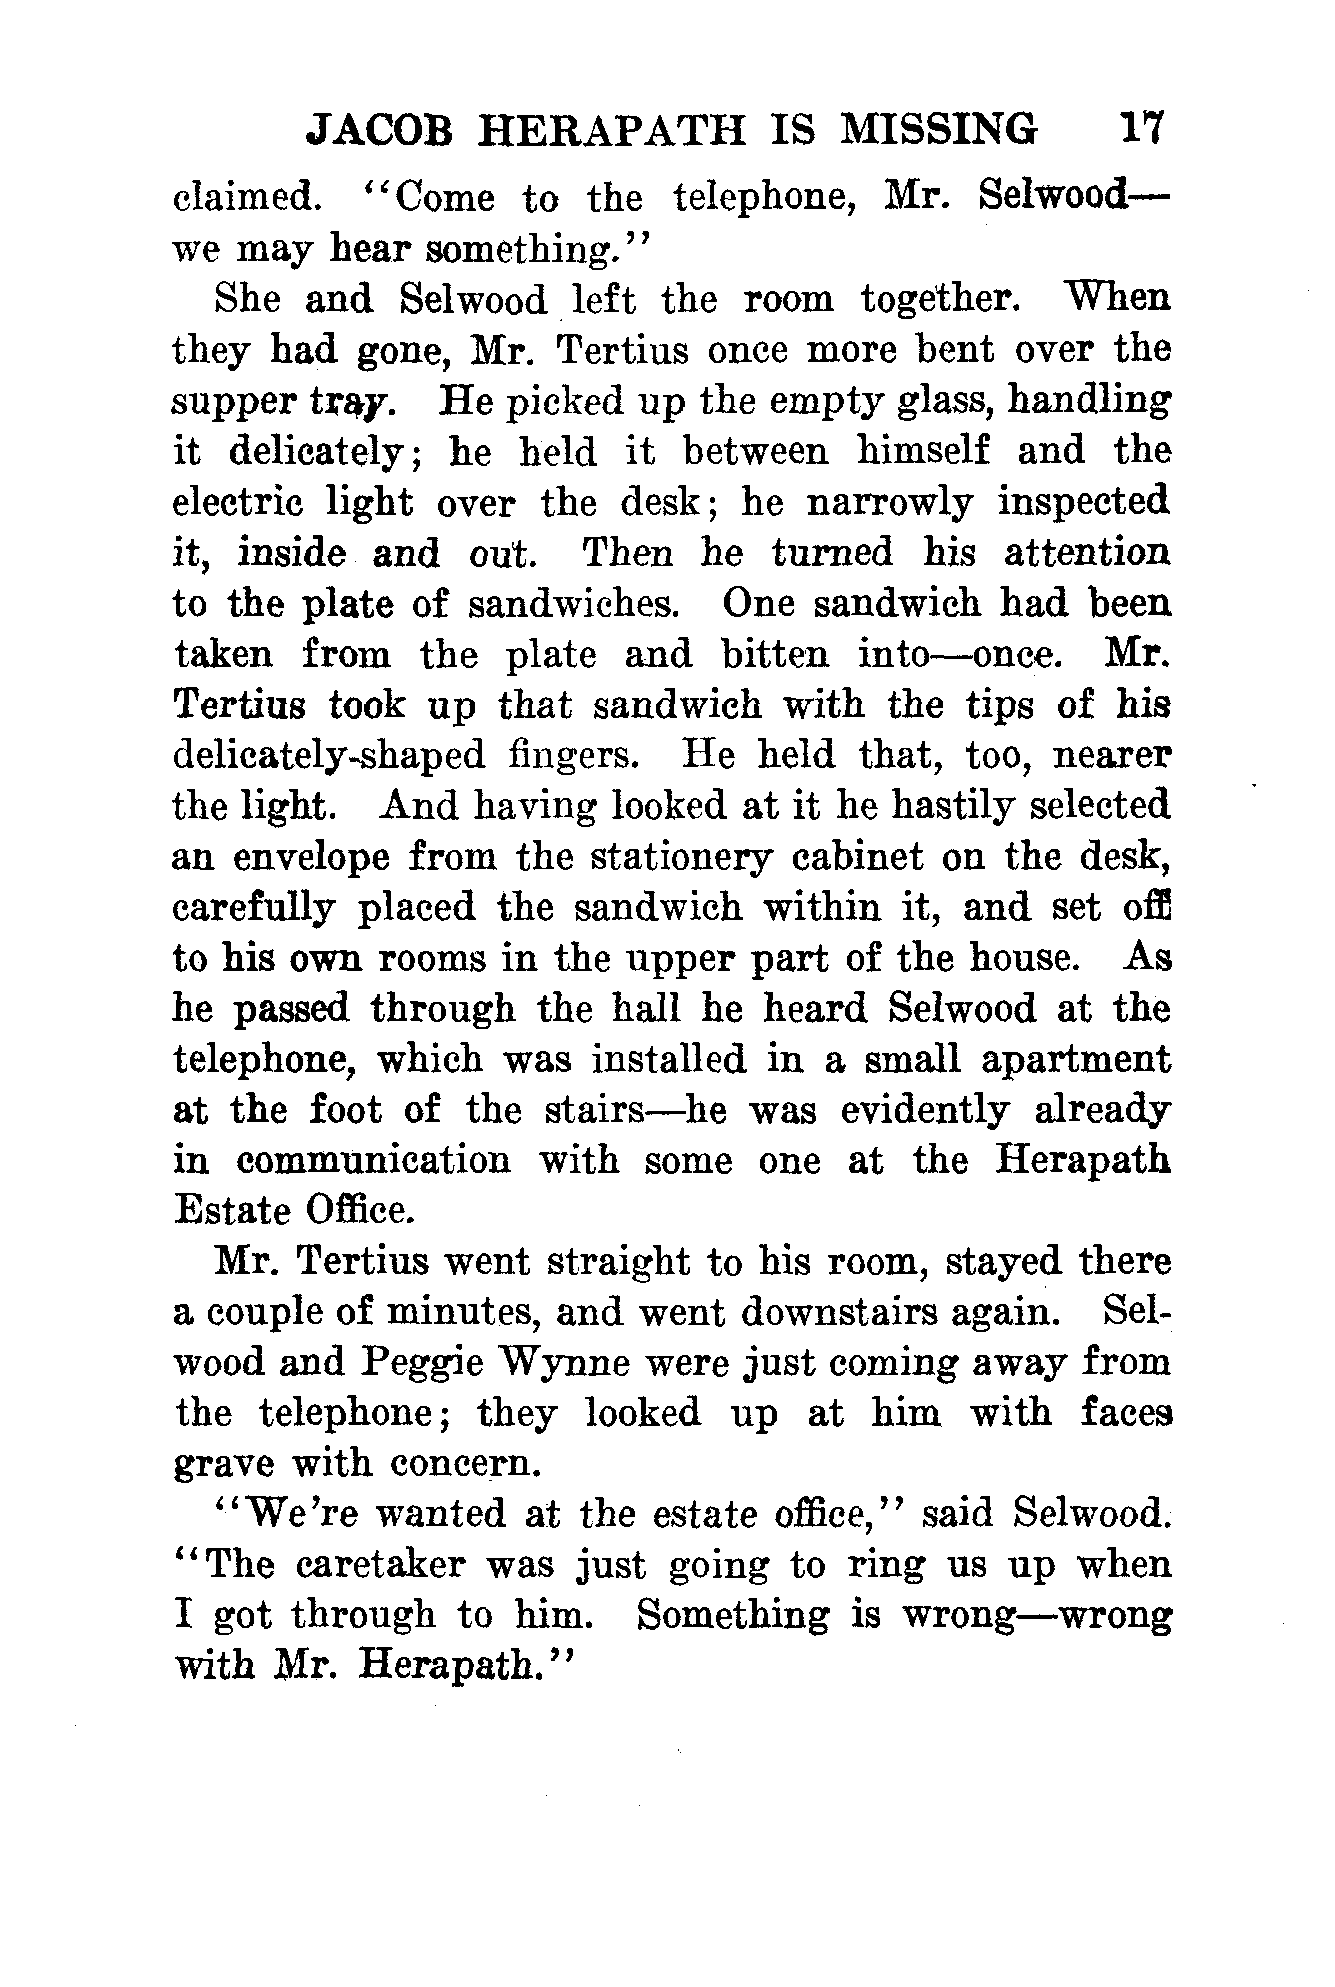 JACOB HERAPATH IS MISSING 17
claimed. "Come to the telephone, Mr. Selwood—
we may hear something."
She and Selwood left the room together. When
they had gone, Mr. Tertius once more bent over the
supper tray. He picked up the empty glass, handling
it delicately; he held it between himself and the
electric light over the desk; he narrowly inspected
it, inside and out. Then he turned his attention
to the plate of sandwiches. One sandwich had been
taken from the plate and bitten into—once. Mr.
Tertius took up that sandwich with the tips of his
delicately-shaped fingers. He held that, too, nearer
the light. And having looked at it he hastily selected
an envelope from the stationery cabinet on the desk,
carefully placed the sandwich within it, and set off
to his own rooms in the upper part of the house. As
he passed through the hall he heard Selwood at the
telephone, which was installed in a small apartment
at the foot of the stairs—he was evidently already
in communication with some one at the Herapath
Estate Office.
Mr. Tertius went straight to his room, stayed there
a couple of minutes, and went downstairs again. Sel-
wood and Peggie Wynne were just coming away from
the telephone; they looked up at him with faces
grave with concern.
"We're wanted at the estate office," said Selwood.
"The caretaker was just going to ring us up when
I got through to him. Something is wrong—wrong
with Mr. Herapath."